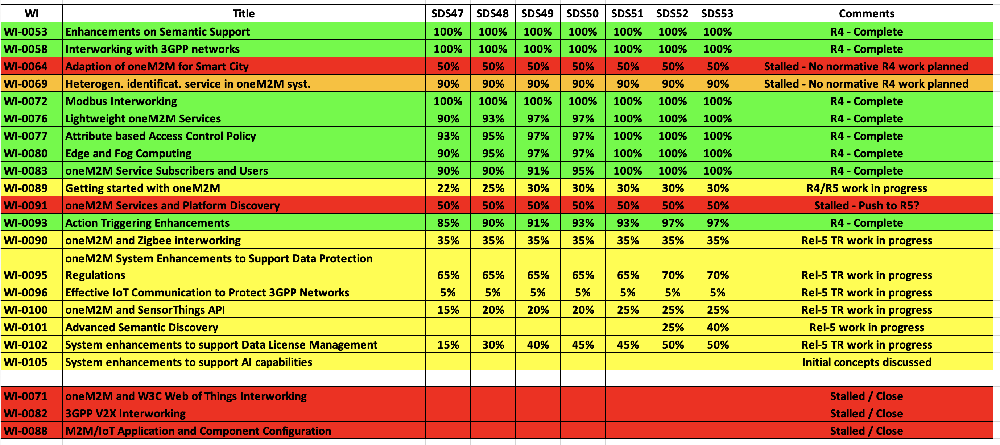 WI Title SDS47 SDS48 SDS49 SDS50 SDS51 SDS52 SDS53 Comments
WI-0053 Enhancements on Semantic Support 100% 100% 100% 100% 100% 100% 100% R4 - Complete
WI-0058 Interworking with 3GPP networks 100% 100% 100% 100% 100% 100% 100% R4 - Complete
WI-0064 Adaption of oneM2M for Smart City 50% 50% 50% 50% 50% 50% 50% Stalled - No normative R4 work planned
WI-0069 Heterogen. identificat. service in oneM2M syst. 90% 90% 90% 90% 90% 90% 90% Stalled - No normative R4 work planned
WI-0072 Modbus Interworking 100% 100% 100% 100% 100% 100% 100% R4 - Complete
WI-0076 Lightweight oneM2M Services 90% 93% 97% 97% 100% 100% 100% R4 - Complete
WI-0077 Attribute based Access Control Policy 93% 95% 97% 97% 100% 100% 100% R4 - Complete
WI-0080 Edge and Fog Computing 90% 95% 97% 97% 100% 100% 100% R4 - Complete
WI-0083 oneM2M Service Subscribers and Users 90% 90% 91% 95% 100% 100% 100% R4 - Complete
WI-0089 Getting started with oneM2M 22% 25% 30% 30% 30% 30% 30% R4/R5 work in progress
WI-0091 oneM2M Services and Platform Discovery 50% 50% 50% 50% 50% 50% 50% Stalled - Push to R5?
WI-0093 Action Triggering Enhancements 85% 90% 91% 93% 93% 97% 97% R4 - Complete
WI-0090 oneM2M and Zigbee interworking 35% 35% 35% 35% 35% 35% 35% Rel-5 TR work in progress
oneM2M System Enhancements to Support Data Protection
WI-0095 Regulations 65% 65% 65% 65% 65% 70% 70% Rel-5 TR work in progress
WI-0096 Effective IoT Communication to Protect 3GPP Networks 5% 5% 5% 5% 5% 5% 5% Rel-5 TR work in progress
WI-0100 oneM2M and SensorThings API 15% 20% 20% 20% 25% 25% 25% Rel-5 TR work in progress
WI-0101 Advanced Semantic Discovery 25% 40% Rel-5 work in progress
WI-0102 System enhancements to support Data License Management 15% 30% 40% 45% 45% 50% 50% Rel-5 TR work in progress
WI-0105 System enhancements to support AI capabilities Initial concepts discussed
WI-0071 oneM2M and W3C Web of Things Interworking Stalled / Close
WI-0082 3GPP V2X Interworking Stalled / Close
WI-0088 M2M/IoT Application and Component Configuration Stalled / Close